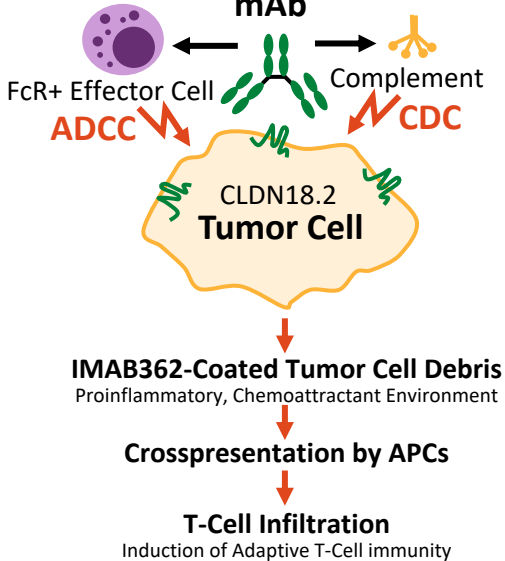 mAb
FcR+ Effector Cell
Complement
ADCC
CDC
CLDN18.2
Tumor Cell
IMAB362-Coated Tumor Cell Debris
Proinflammatory, Chemoattractant Environment
Crosspresentation by APCs
T-Cell Infiltration
Induction of Adaptive T-Cell immunity